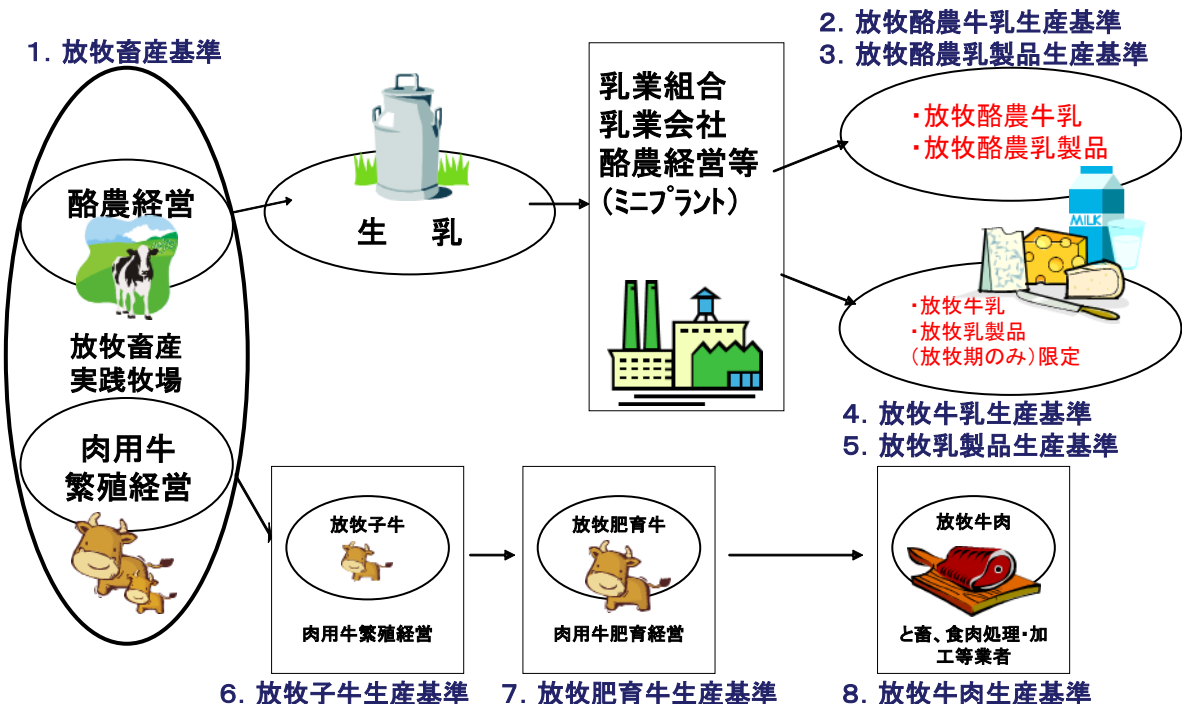 1. 放牧畜産基準
酪農経営
放牧畜産
実践牧場
肉用牛
繁殖経営
生　乳
乳業組合
乳業会社
酪農経営等
(ミニプラント)
2. 放牧酪農牛乳生産基準
3. 放牧酪農乳製品生産基準
・放牧酪農牛乳
・放牧酪農乳製品
MILK
・放牧牛乳
・放牧乳製品
(放牧期のみ)限定
4. 放牧牛乳生産基準
5. 放牧乳製品生産基準
放牧子牛
肉用牛繁殖経営
6. 放牧子牛生産基準
放牧肥育牛
肉用牛肥育経営
7. 放牧肥育牛生産基準
放牧牛肉
と畜、食肉処理・加
工等業者
8. 放牧牛肉生産基準